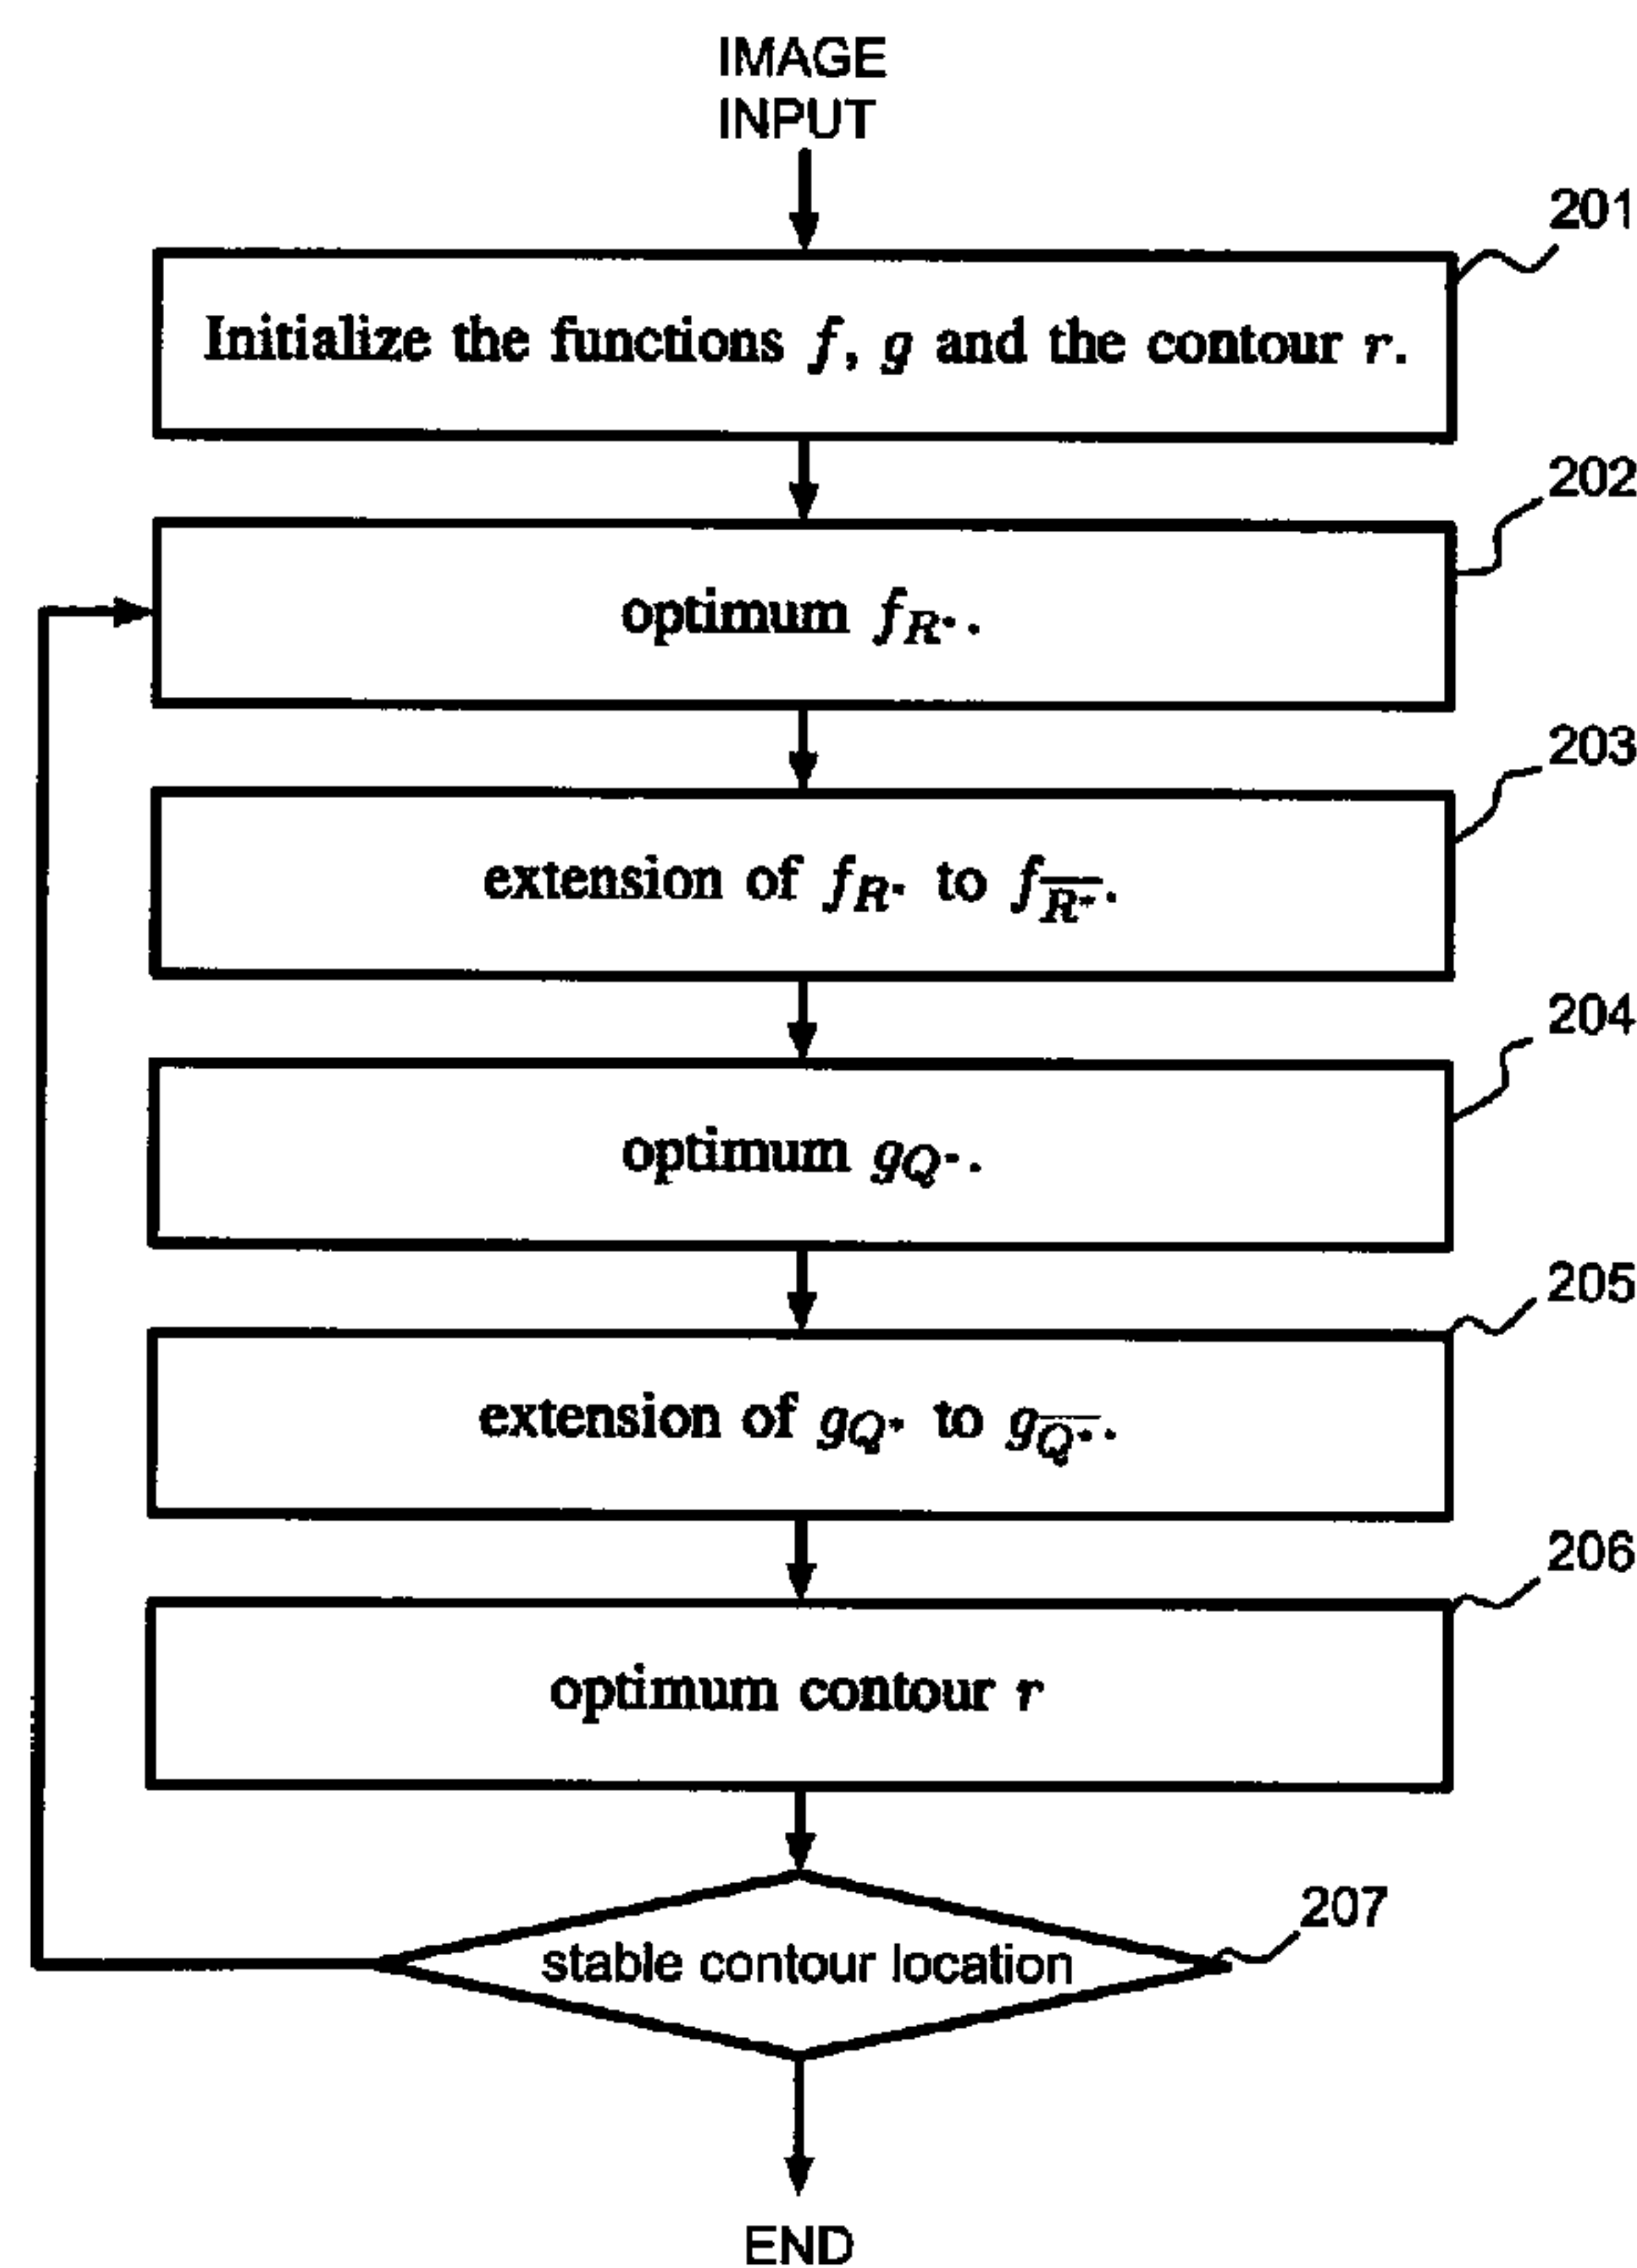 IMAGE
INPUT
201
Initialize the functions f, g and the contour r.
202
optimum f_{R*}.
203
extension of f_{R*} to f_{\overline{R*}}.
204
optimum g_{Q*}.
205
extension of g_{Q*} to g_{\overline{Q*}}.
206
optimum contour r
207
stable contour location
END